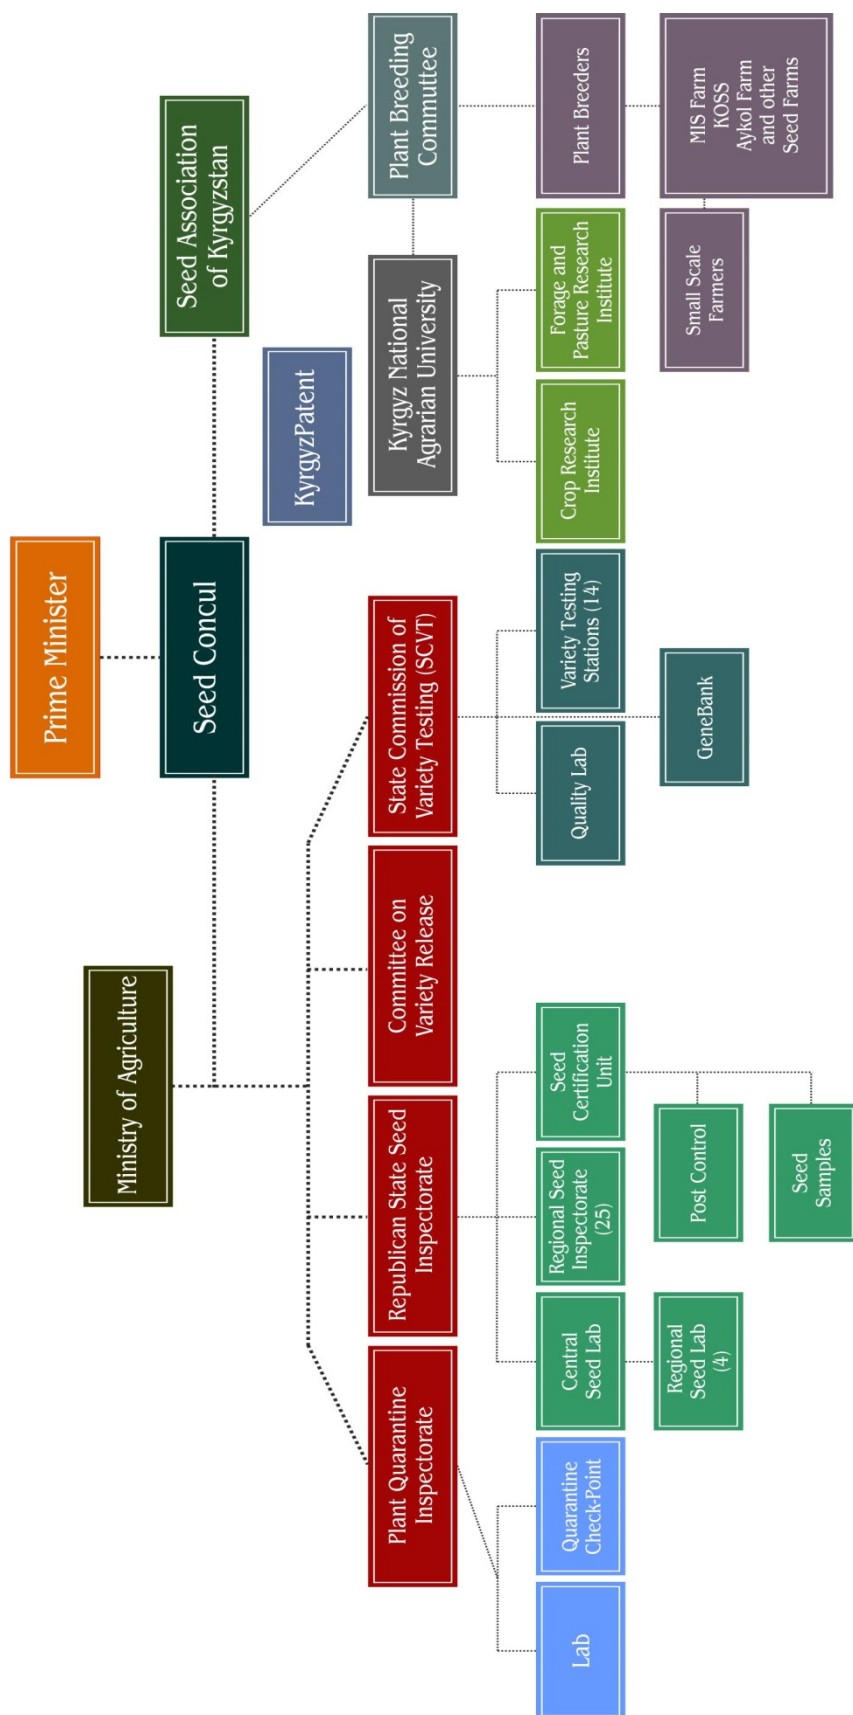 Prime Minister
Ministry of Agriculture
Seed Concul
Seed Association
of Kyrgyzstan
KyrgyzPatent
Plant Quarantine
Inspectorate
Republican State Seed
Inspectorate
Committee on
Variety Release
State Commission of
Variety Testing (SCVT)
Kyrgyz National
Agrarian University
Plant Breeding
Commuttee
Lab
Quarantine
Check-Point
Central
Seed Lab
Regional Seed
Inspectorate
(25)
Seed
Certification
Unit
Quality Lab
Variety Testing
Stations (14)
Crop Research
Institute
Forage and
Pasture Research
Institute
Plant Breeders
Regional
Seed Lab
(4)
Post Control
Seed
Samples
GeneBank
Small Scale
Farmers
MIS Farm
KOSS
Aykol Farm
and other
Seed Farms